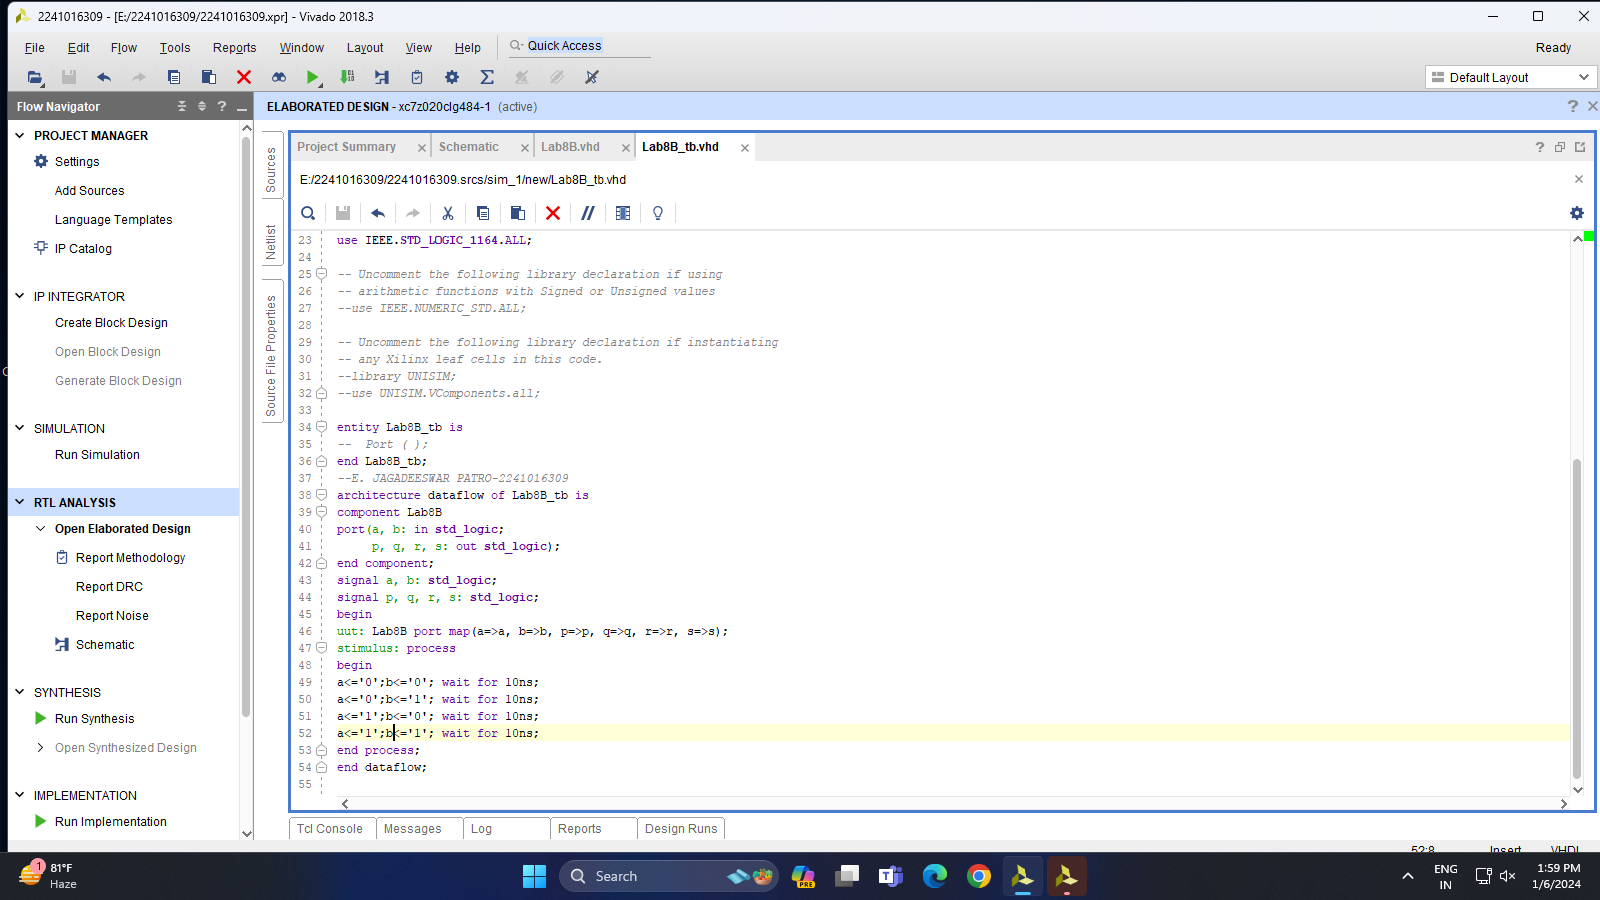 2241016309 - [E:/2241016309/2241016309.xpr] - Vivado 2018.3
File Edit Flow Tools Reports Window Layout View Help Quick Access Ready
Default Layout
Flow Navigator
ELABORATED DESIGN - xc7z020clg484-1 (active)
PROJECT MANAGER
Settings
Add Sources
Language Templates
IP Catalog
IP INTEGRATOR
Create Block Design
Open Block Design
Generate Block Design
SIMULATION
Run Simulation
RTL ANALYSIS
Open Elaborated Design
Report Methodology
Report DRC
Report Noise
Schematic
SYNTHESIS
Run Synthesis
Open Synthesized Design
IMPLEMENTATION
Run Implementation
Sources
Netlist
Source File Properties
Project Summary Schematic Lab8B.vhd Lab8B_tb.vhd
E:/2241016309/2241016309.srcs/sim_1/new/Lab8B_tb.vhd
23 use IEEE.STD_LOGIC_1164.ALL;
24
25 -- Uncomment the following library declaration if using
26 -- arithmetic functions with Signed or Unsigned values
27 --use IEEE.NUMERIC_STD.ALL;
28
29 -- Uncomment the following library declaration if instantiating
30 -- any Xilinx leaf cells in this code.
31 --library UNISIM;
32 --use UNISIM.VComponents.all;
33
34 entity Lab8B_tb is
35 --  Port ( );
36 end Lab8B_tb;
37 --E. JAGADEESWAR PATRO-2241016309
38 architecture dataflow of Lab8B_tb is
39 component Lab8B
40 port(a, b: in std_logic;
41 p, q, r, s: out std_logic);
42 end component;
43 signal a, b: std_logic;
44 signal p, q, r, s: std_logic;
45 begin
46 uut: Lab8B port map(a=>a, b=>b, p=>p, q=>q, r=>r, s=>s);
47 stimulus: process
48 begin
49 a<='0';b<='0'; wait for 10ns;
50 a<='0';b<='1'; wait for 10ns;
51 a<='1';b<='0'; wait for 10ns;
52 a<='1';b<='1'; wait for 10ns;
53 end process;
54 end dataflow;
55
Tcl Console Messages Log Reports Design Runs
52:8 Insert VHDL
1
81°F
Haze
Search
PRE
ENG
IN
1:59 PM
1/6/2024